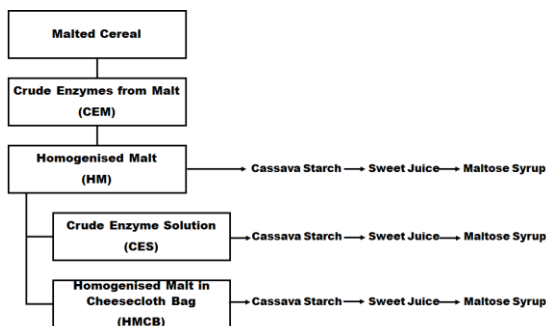 Malted Cereal
Crude Enzymes from Malt
(CEM)
Homogenised Malt
(HM)
Cassava Starch Sweet Juice Maltose Syrup
Crude Enzyme Solution
(CES)
Cassava Starch Sweet Juice Maltose Syrup
Homogenised Malt in
Cheesecloth Bag
(HMCB)
Cassava Starch Sweet Juice Maltose Syrup